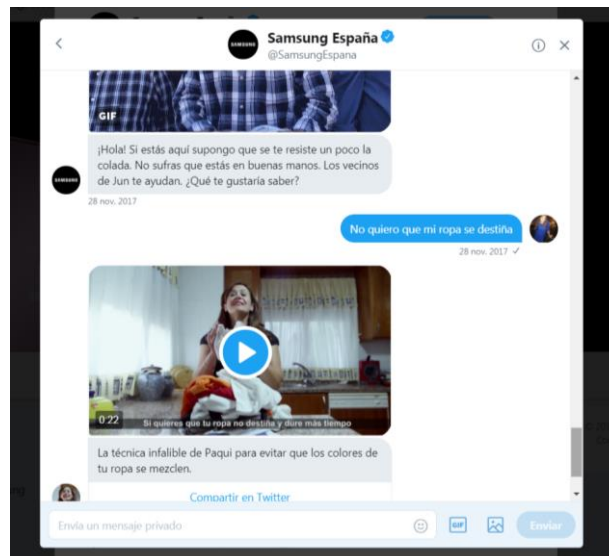 Samsung España
@SamsungEspana
SAMSUNG
GIF
¡Hola! Si estás aquí supongo que se te resiste un poco la
colada. No sufras que estás en buenas manos. Los vecinos
de Jun te ayudan. ¿Qué te gustaría saber?
SAMSUNG
28 nov. 2017
No quiero que mi ropa se destiña
28 nov. 2017
0:22
Si quieres que tu ropa no destiña y dure más tiempo
La técnica infalible de Paqui para evitar que los colores de
tu ropa se mezclen.
Compartir en Twitter
Envía un mensaje privado
GIF
Enviar